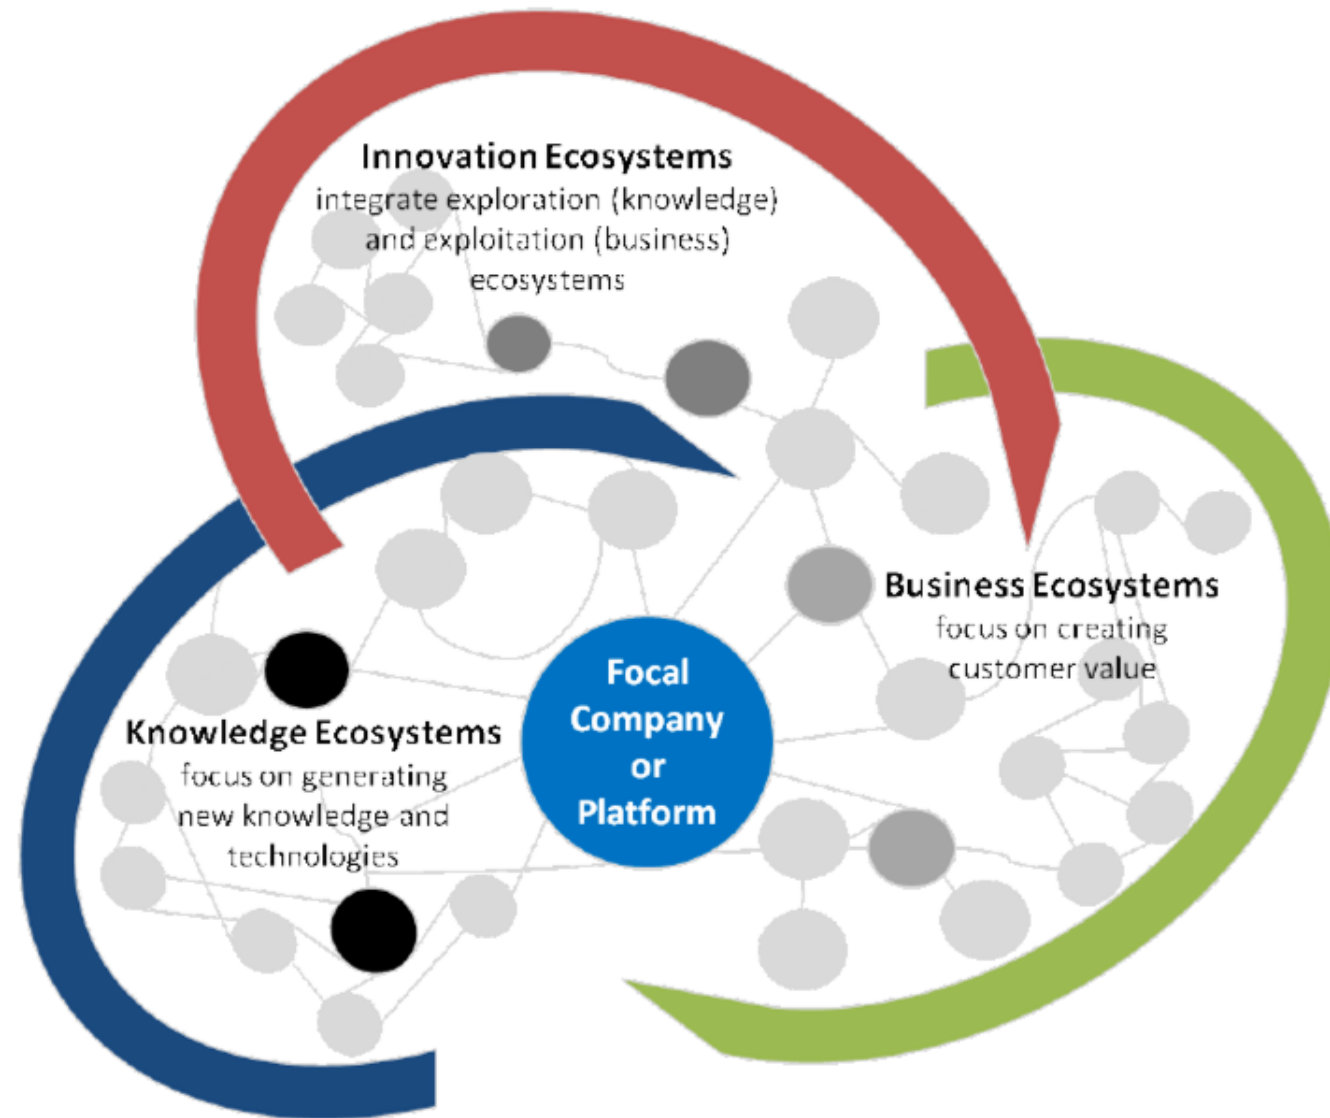 Innovation Ecosystems
integrate exploration (knowledge)
and exploitation (business)
ecosystems
Business Ecosystems
focus on creating
customer value
Focal
Company
or
Platform
Knowledge Ecosystems
focus on generating
new knowledge and
technologies